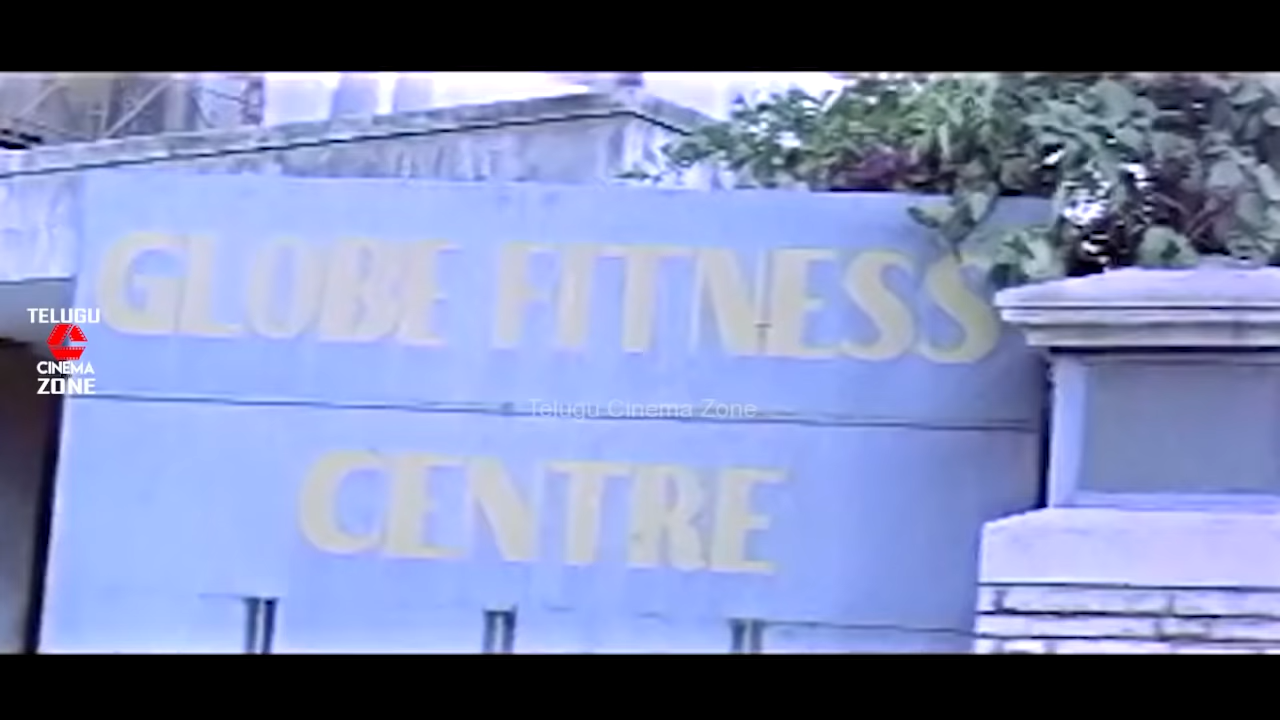 GLOBE FITNESS
CENTRE
TELUGU
CINEMA
ZONE
Telugu Cinema Zone